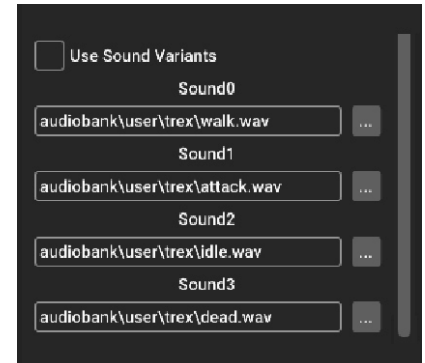 Use Sound Variants
Sound0
audiobank\user\trex\walk.wav ...
Sound1
audiobank\user\trex\attack.wav ...
Sound2
audiobank\user\trex\idle.wav ...
Sound3
audiobank\user\trex\dead.wav ...